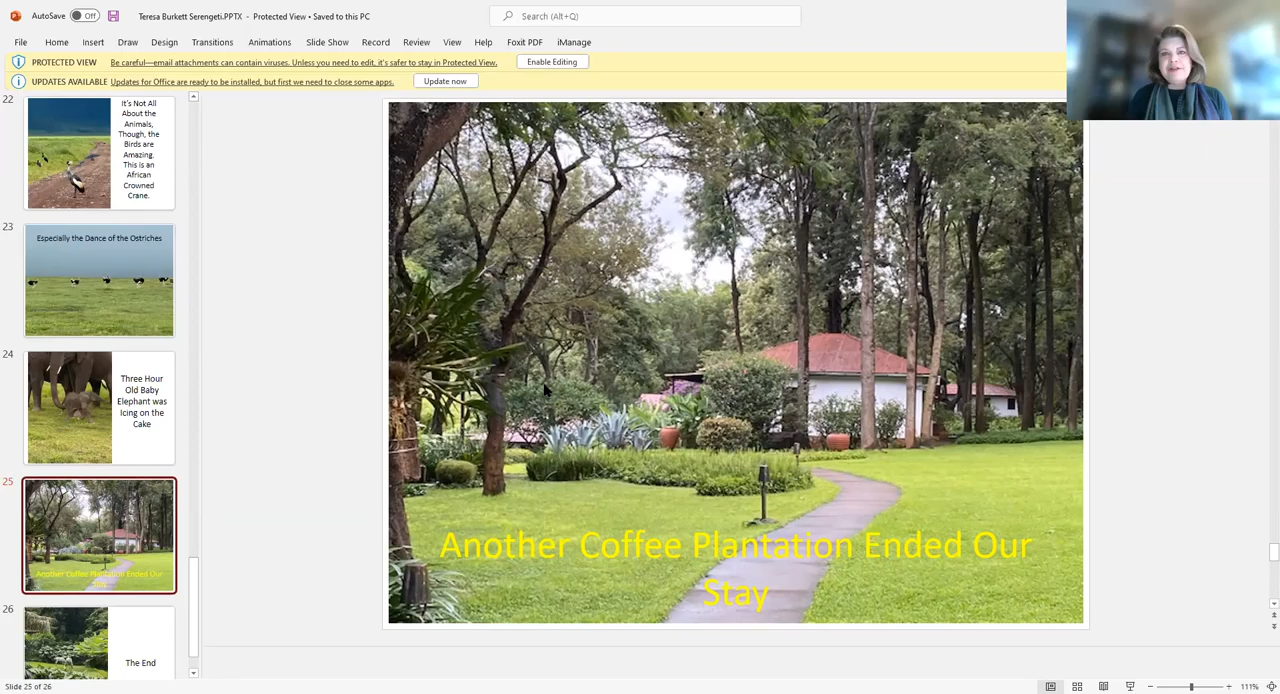 AutoSave Off
Teresa Burkett Serengeti.PPTX - Protected View • Saved to this PC
Search (Alt+Q)
File Home Insert Draw Design Transitions Animations Slide Show Record Review View Help Foxit PDF iManage
PROTECTED VIEW Be careful—email attachments can contain viruses. Unless you need to edit, it's safer to stay in Protected View. Enable Editing
UPDATES AVAILABLE Updates for Office are ready to be installed, but first we need to close some apps. Update now
22
It's Not All
About the
Animals,
Though, the
Birds are
Amazing.
This is an
African
Crowned
Crane.
23
Especially the Dance of the Ostriches
24
Three Hour
Old Baby
Elephant was
Icing on the
Cake
25
Another Coffee Plantation Ended Our
Stay
26
The End
Another Coffee Plantation Ended Our
Stay
Slide 25 of 26
111%